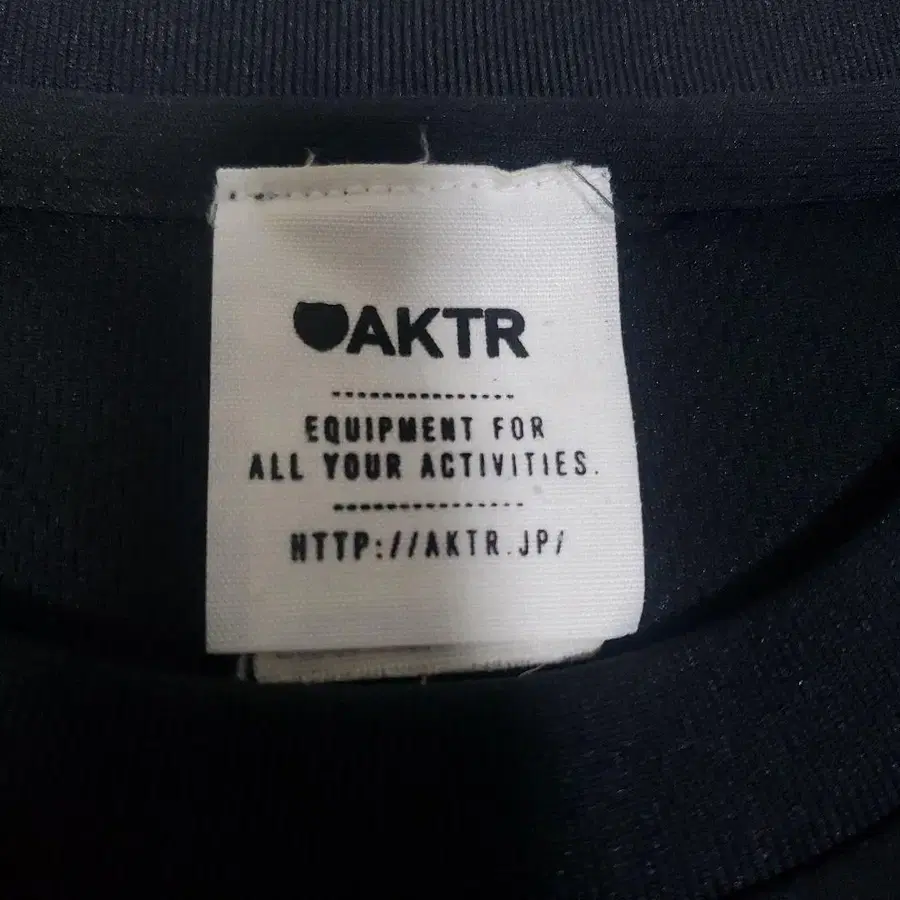 AKTR
EQUIPMENT FOR
ALL YOUR ACTIVITIES.
HTTP://AKTR.JP/